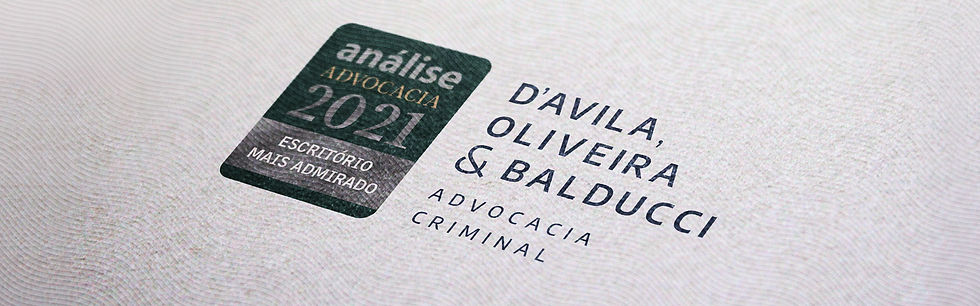 análise
ADVOCACIA
2021
ESCRITÓRIO
MAIS ADMIRADO
D'AVILA,
OLIVEIRA
& BALDUCCI
ADVOCACIA
CRIMINAL